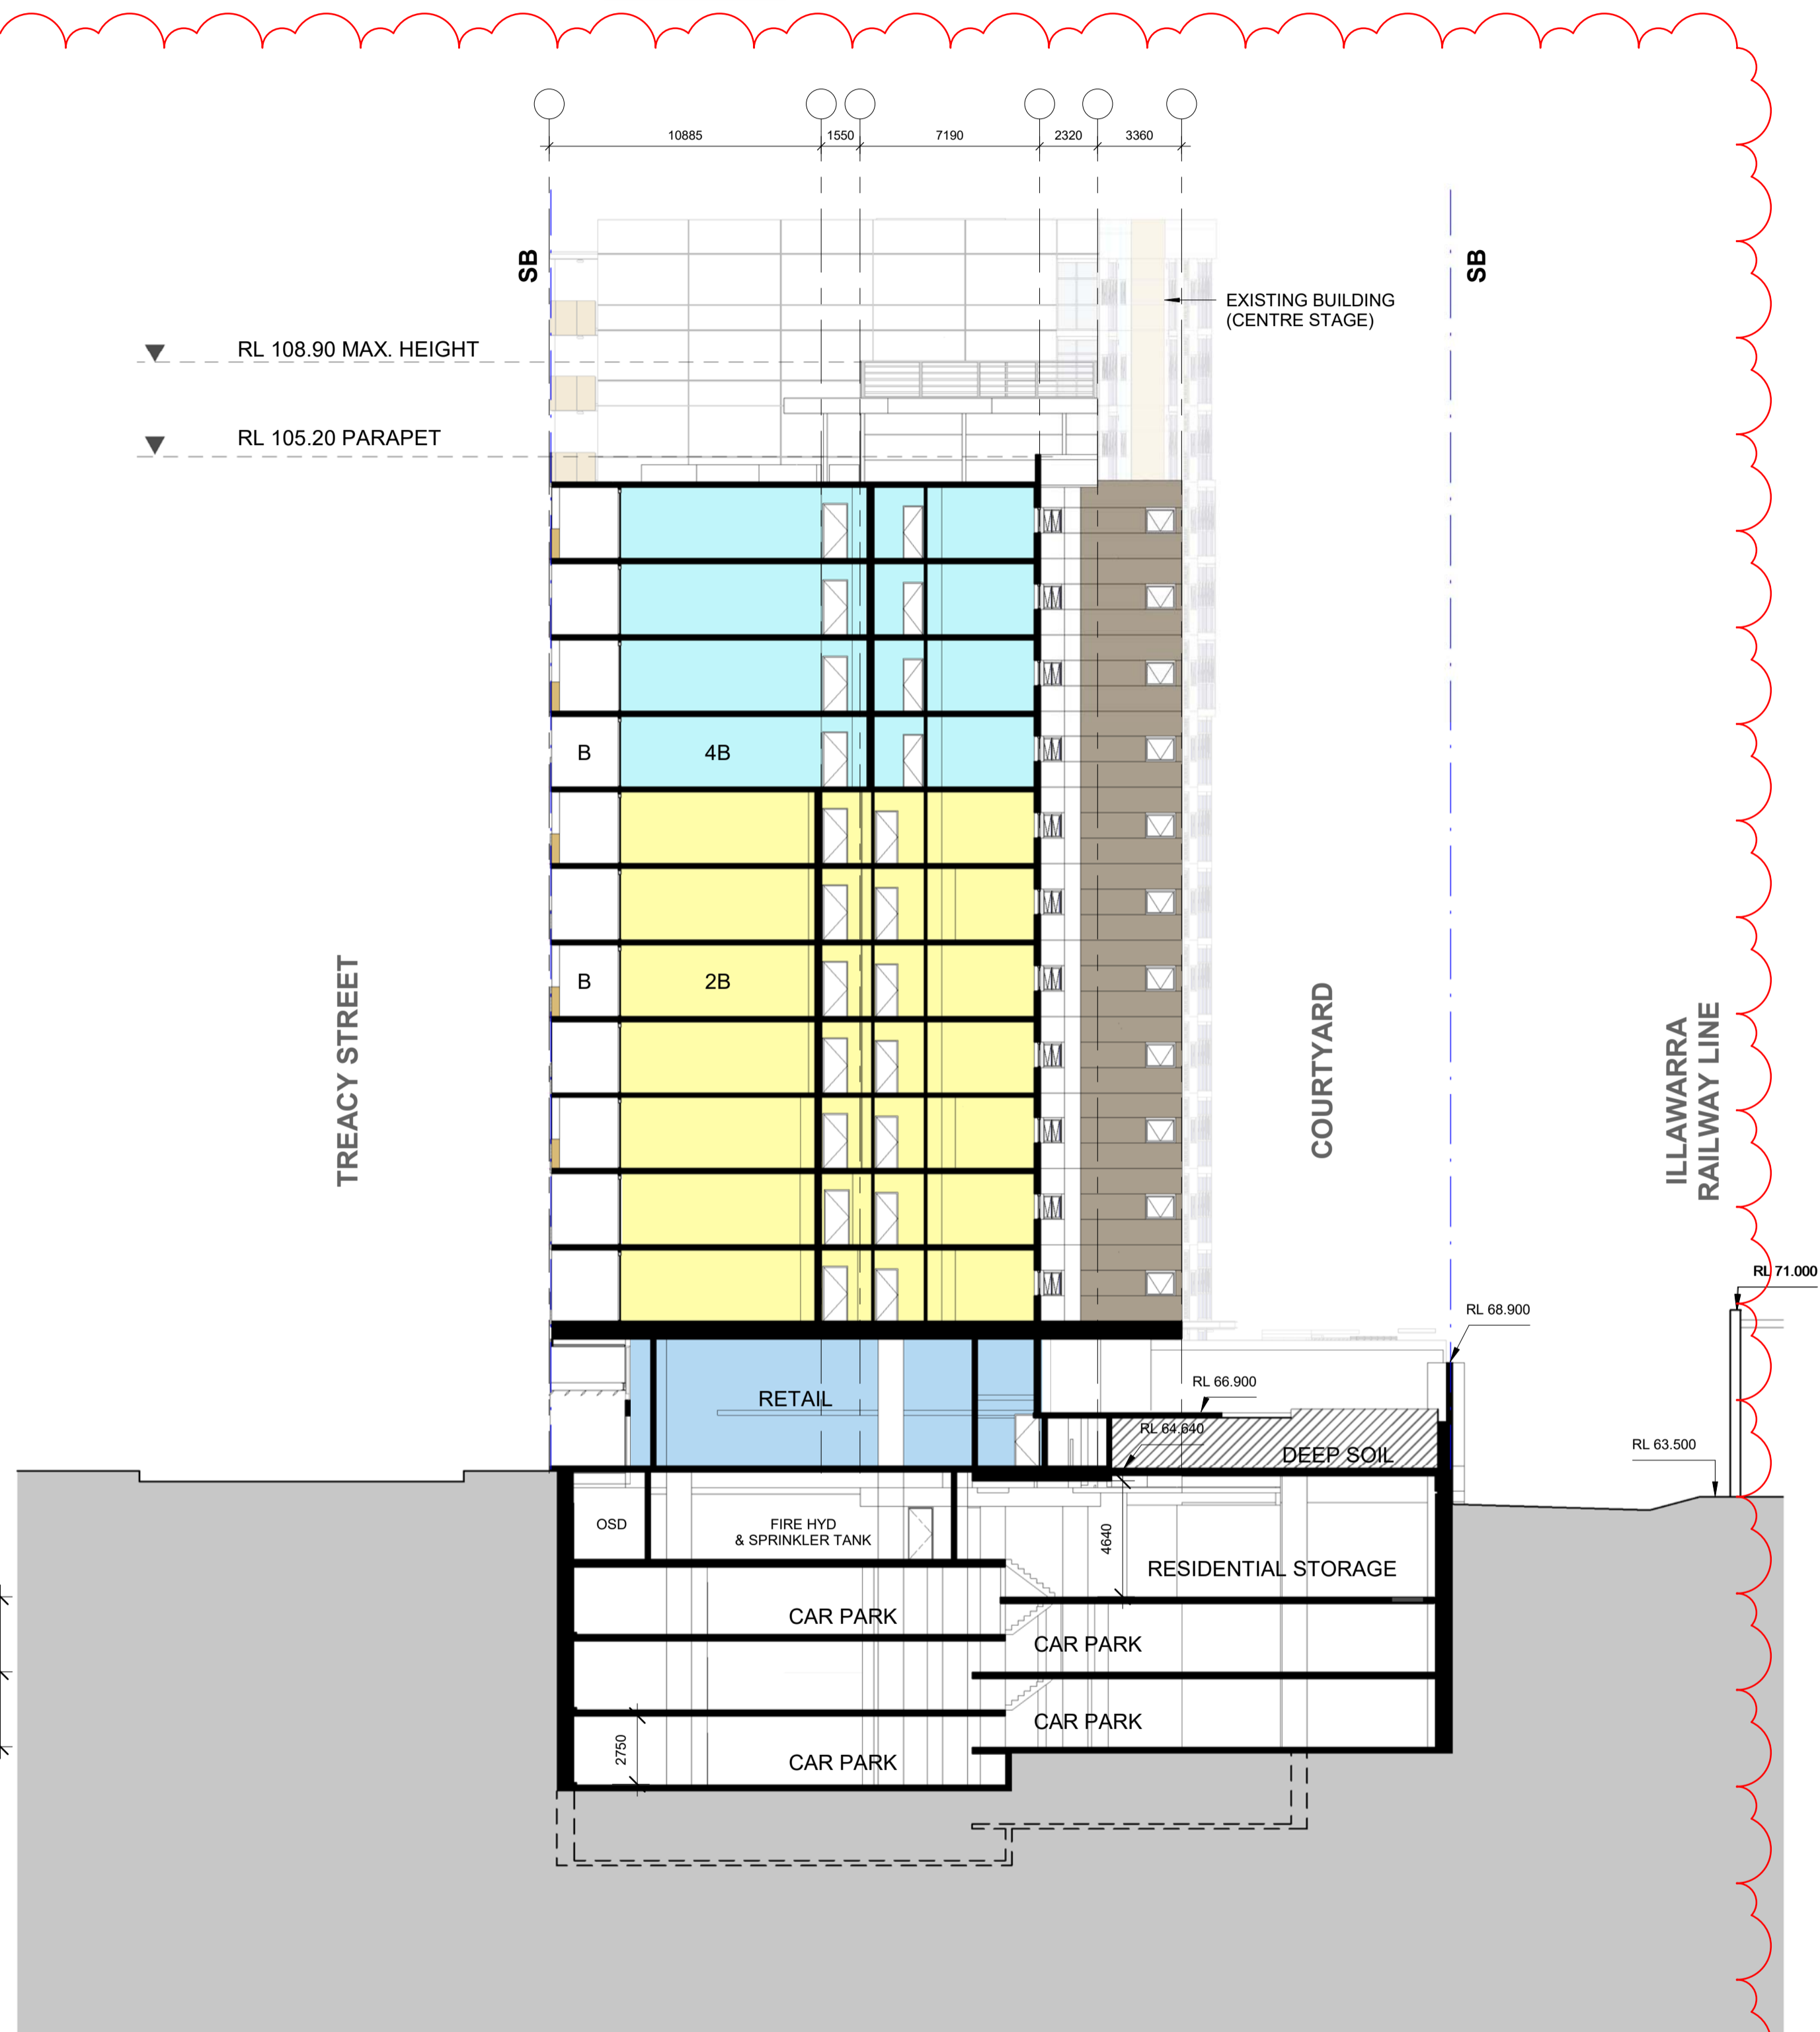 10885
1550
7190
2320
3360
SB
SB
EXISTING BUILDING
(CENTRE STAGE)
RL 108.90 MAX. HEIGHT
RL 105.20 PARAPET
B
4B
B
2B
TREACY STREET
COURTYARD
ILLAWARRA
RAILWAY LINE
RL 71.000
RL 68.900
RL 66.900
RETAIL
RL 64.640
DEEP SOIL
RL 63.500
OSD
FIRE HYD
& SPRINKLER TANK
4640
RESIDENTIAL STORAGE
CAR PARK
CAR PARK
CAR PARK
2750
CAR PARK